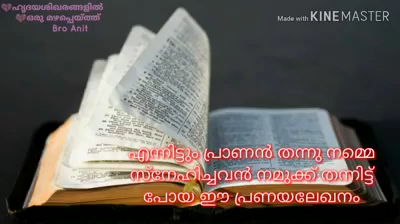 💜ഹൃദയശിഖരങ്ങളിൽ
💜ഒരു മഴപ്പെയ്ത്ത്
Bro Anit
Made with KINEMASTER
എന്നിട്ടും പ്രാണൻ തന്നു നമ്മെ
സ്നേഹിച്ചവൻ നമുക്ക് തന്നിട്ട്
പോയ ഈ പ്രണയലേഖനം